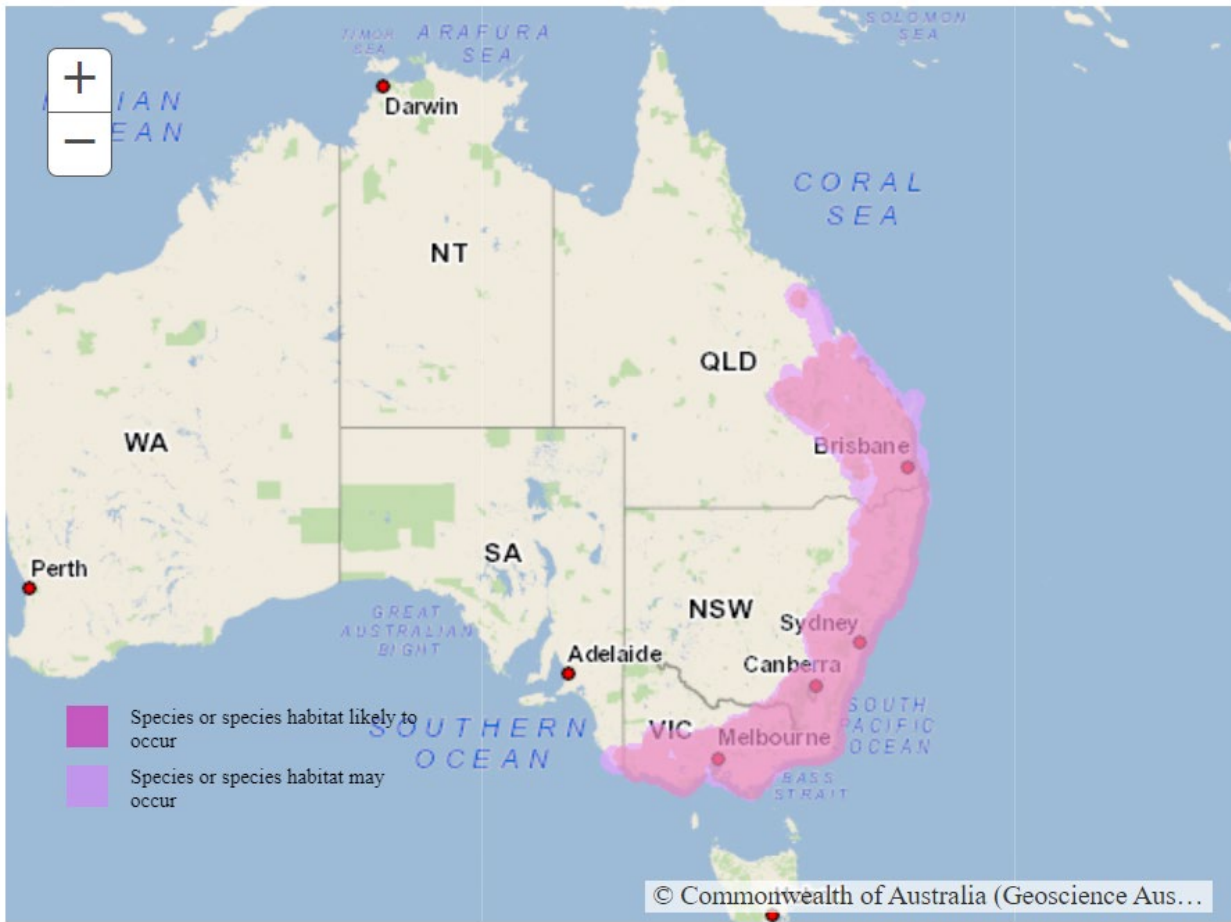 SOLOMON
SEA
TIMOR
SEA
ARAFURA
SEA
+
Darwin
−
CORAL
SEA
NT
QLD
WA
Brisbane
SA
Perth
NSW
GREAT
AUSTRALIAN
BIGHT
Sydney
Adelaide
Canberra
SOUTH
PACIFIC
OCEAN
VIC
Melbourne
SOUTHERN
OCEAN
BASS
STRAIT
Species or species habitat likely to
occur
Species or species habitat may
occur
© Commonwealth of Australia (Geoscience Aus…